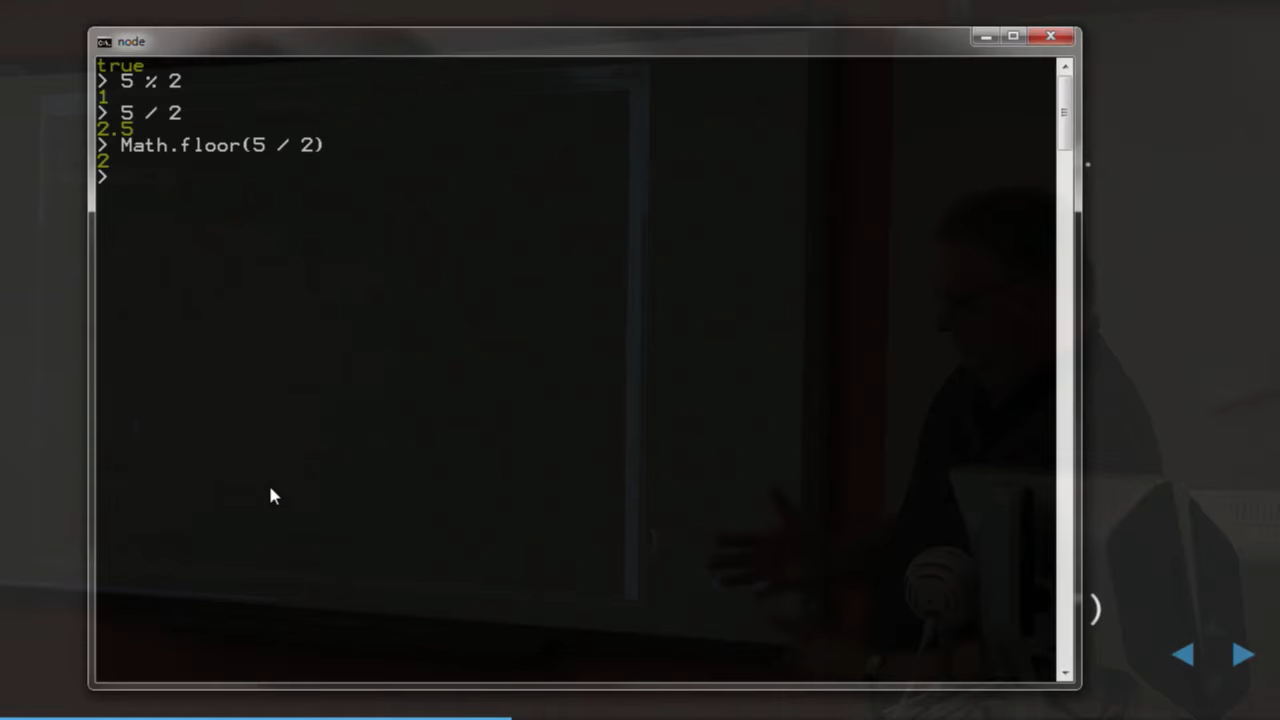 node
true
> 5 % 2
1
> 5 / 2
2.5
> Math.floor(5 / 2)
2
>
)